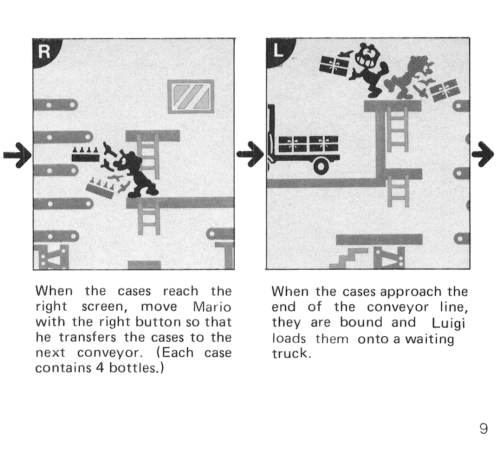 R
L
When the cases reach the
right screen, move Mario
with the right button so that
he transfers the cases to the
next conveyor. (Each case
contains 4 bottles.)
When the cases approach the
end of the conveyor line,
they are bound and Luigi
loads them onto a waiting
truck.
9